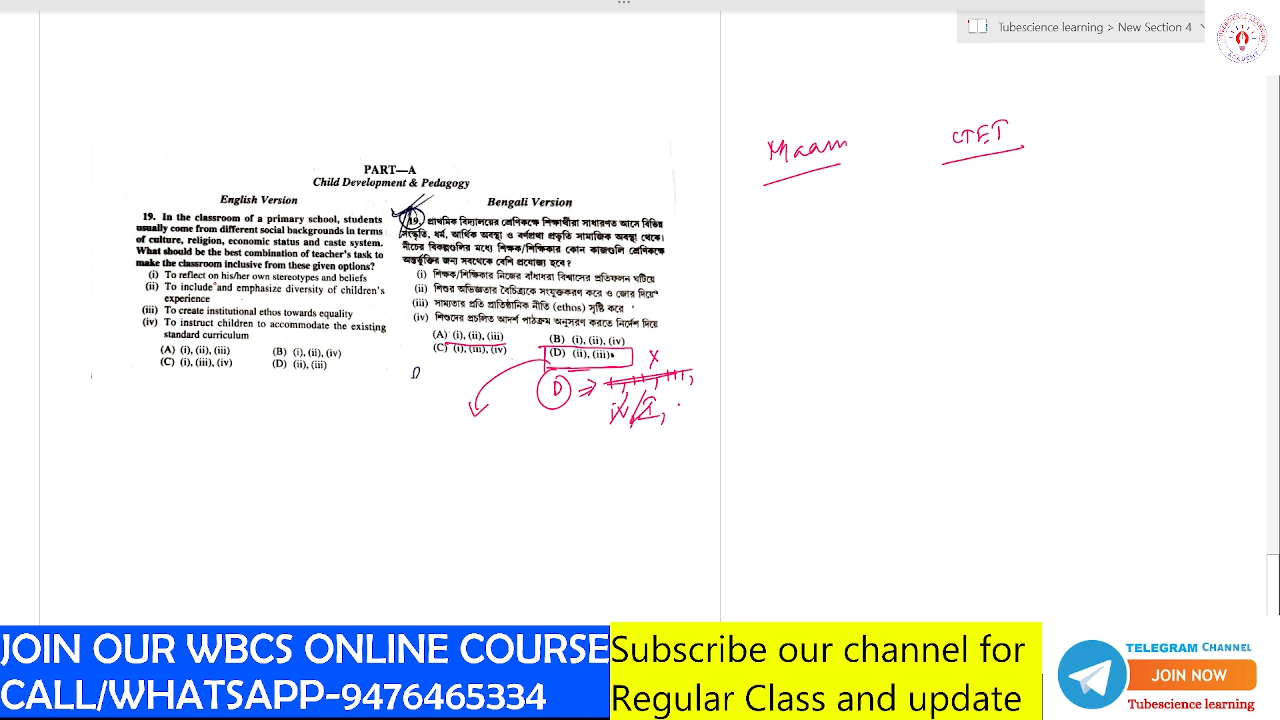 Tubescience learning > New Section 4
TUBESCIENCE LEARNING ACADEMY
CTET
PART—A
Child Development & Pedagogy
English Version
19. In the classroom of a primary school, students
usually come from different social backgrounds in terms
of culture, religion, economic status and caste system.
What should be the best combination of teacher's task to
make the classroom inclusive from these given options?
(i) To reflect on his/her own stereotypes and beliefs
(ii) To include and emphasize diversity of children's
experience
(iii) To create institutional ethos towards equality
(iv) To instruct children to accommodate the existing
standard curriculum
(A) (i), (ii), (iii) (B) (i), (ii), (iv)
(C) (i), (iii), (iv) (D) (ii), (iii)
Bengali Version
19. প্রাথমিক বিদ্যালয়ের শ্রেণিকক্ষে শিক্ষার্থীরা সাধারণত আসে বিভিন্ন
সংস্কৃতি, ধর্ম, আর্থিক অবস্থা ও বর্ণপ্রথা প্রভৃতি সামাজিক অবস্থা থেকে।
নীচের বিকল্পগুলির মধ্যে শিক্ষক/শিক্ষিকার কোন কাজগুলি শ্রেণিকক্ষে
অন্তর্ভুক্তির জন্য সবথেকে বেশি প্রযোজ্য হবে?
(i) শিক্ষক/শিক্ষিকার নিজের বাঁধাধরা বিশ্বাসের প্রতিফলন ঘটিয়ে
(ii) শিশুর অভিজ্ঞতার বৈচিত্র্যকে সংযুক্তকরণ করে ও জোর দিয়ে
(iii) সাম্যতার প্রতি প্রাতিষ্ঠানিক নীতি (ethos) সৃষ্টি করে
(iv) শিশুদের প্রচলিত আদর্শ পাঠক্রম অনুসরণ করতে নির্দেশ দিয়ে
(A) (i), (ii), (iii) (B) (i), (ii), (iv)
(C) (i), (iii), (iv) (D) (ii), (iii)
D ⇒
X
JOIN OUR WBCS ONLINE COURSE
CALL/WHATSAPP-9476465334
Subscribe our channel for
Regular Class and update
TELEGRAM CHANNEL
JOIN NOW
Tubescience learning